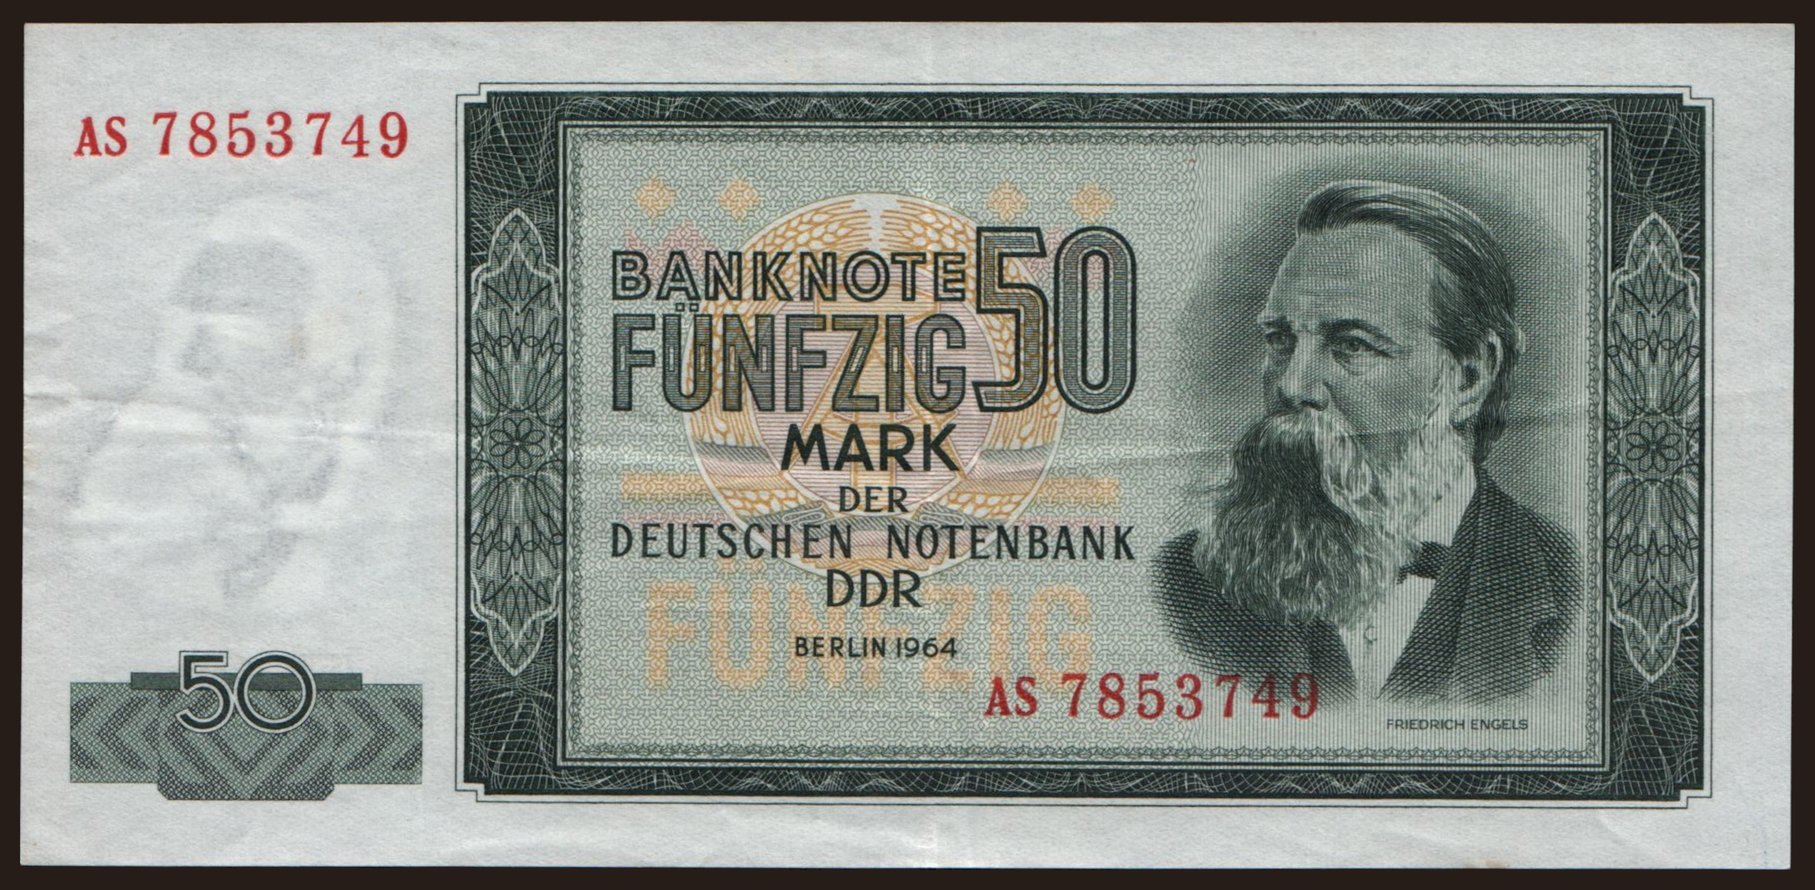 AS 7853749
BANKNOTE 50
FÜNFZIG
MARK
DER
DEUTSCHEN NOTENBANK
DDR
FÜNFZIG
BERLIN 1964
AS 7853749
FRIEDRICH ENGELS
50